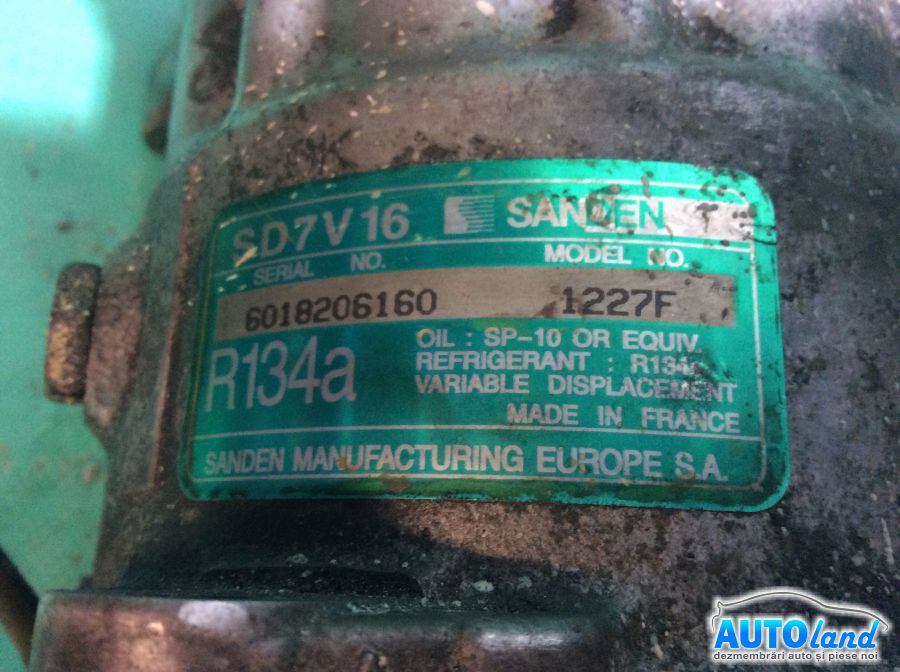 SD7V16 SANDEN
SERIAL NO. MODEL NO.
6018206160 1227F
R134a
OIL : SP-10 OR EQUIV.
REFRIGERANT : R134a
VARIABLE DISPLACEMENT
MADE IN FRANCE
SANDEN MANUFACTURING EUROPE S.A.
AUTOland
dezmembrări auto și piese noi